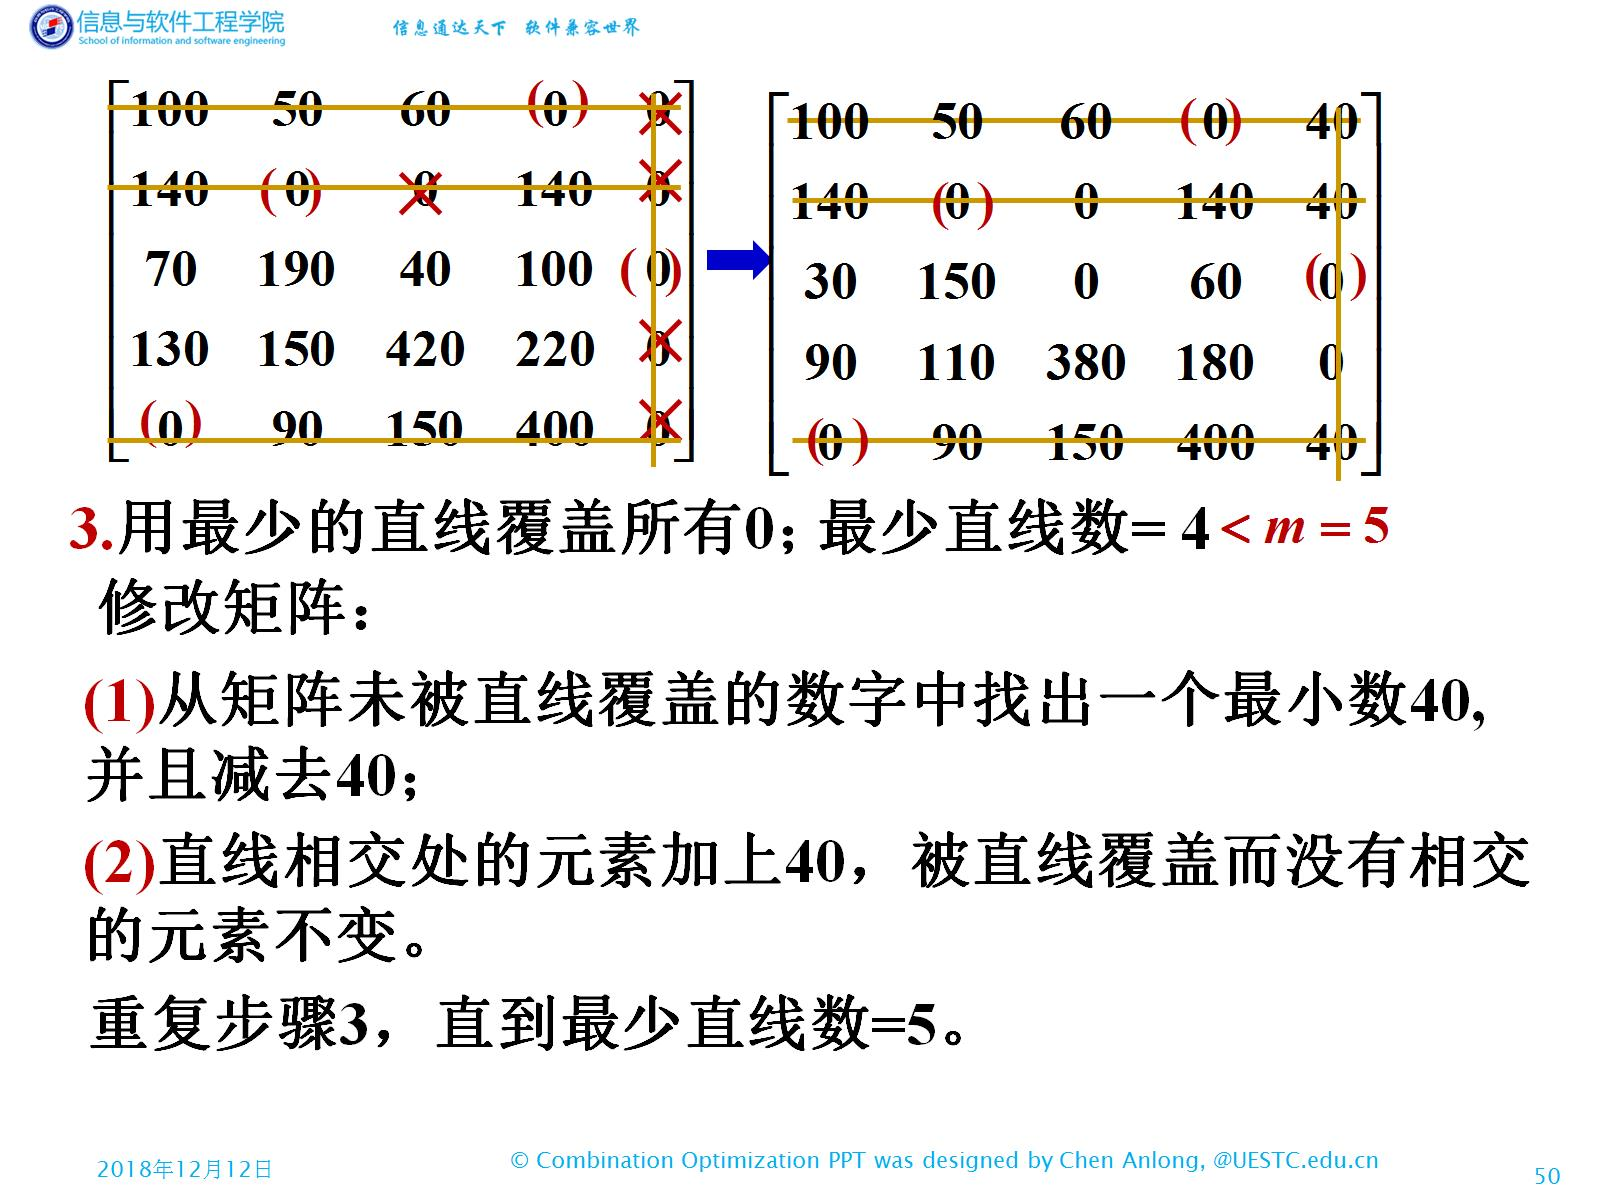 信息与软件工程学院
School of information and software engineering
信息通达天下 软件兼容世界
100 50 60 (0) 0
140 (0) 0 140 0
70 190 40 100 (0)
130 150 420 220 0
(0) 90 150 400 0
100 50 60 (0) 40
140 (0) 0 140 40
30 150 0 60 (0)
90 110 380 180 0
(0) 90 150 400 40
3.用最少的直线覆盖所有0；最少直线数= 4 < m = 5
修改矩阵：
(1)从矩阵未被直线覆盖的数字中找出一个最小数40,
并且减去40；
(2)直线相交处的元素加上40，被直线覆盖而没有相交
的元素不变。
重复步骤3，直到最少直线数=5。
2018年12月12日
© Combination Optimization PPT was designed by Chen Anlong, @UESTC.edu.cn
50